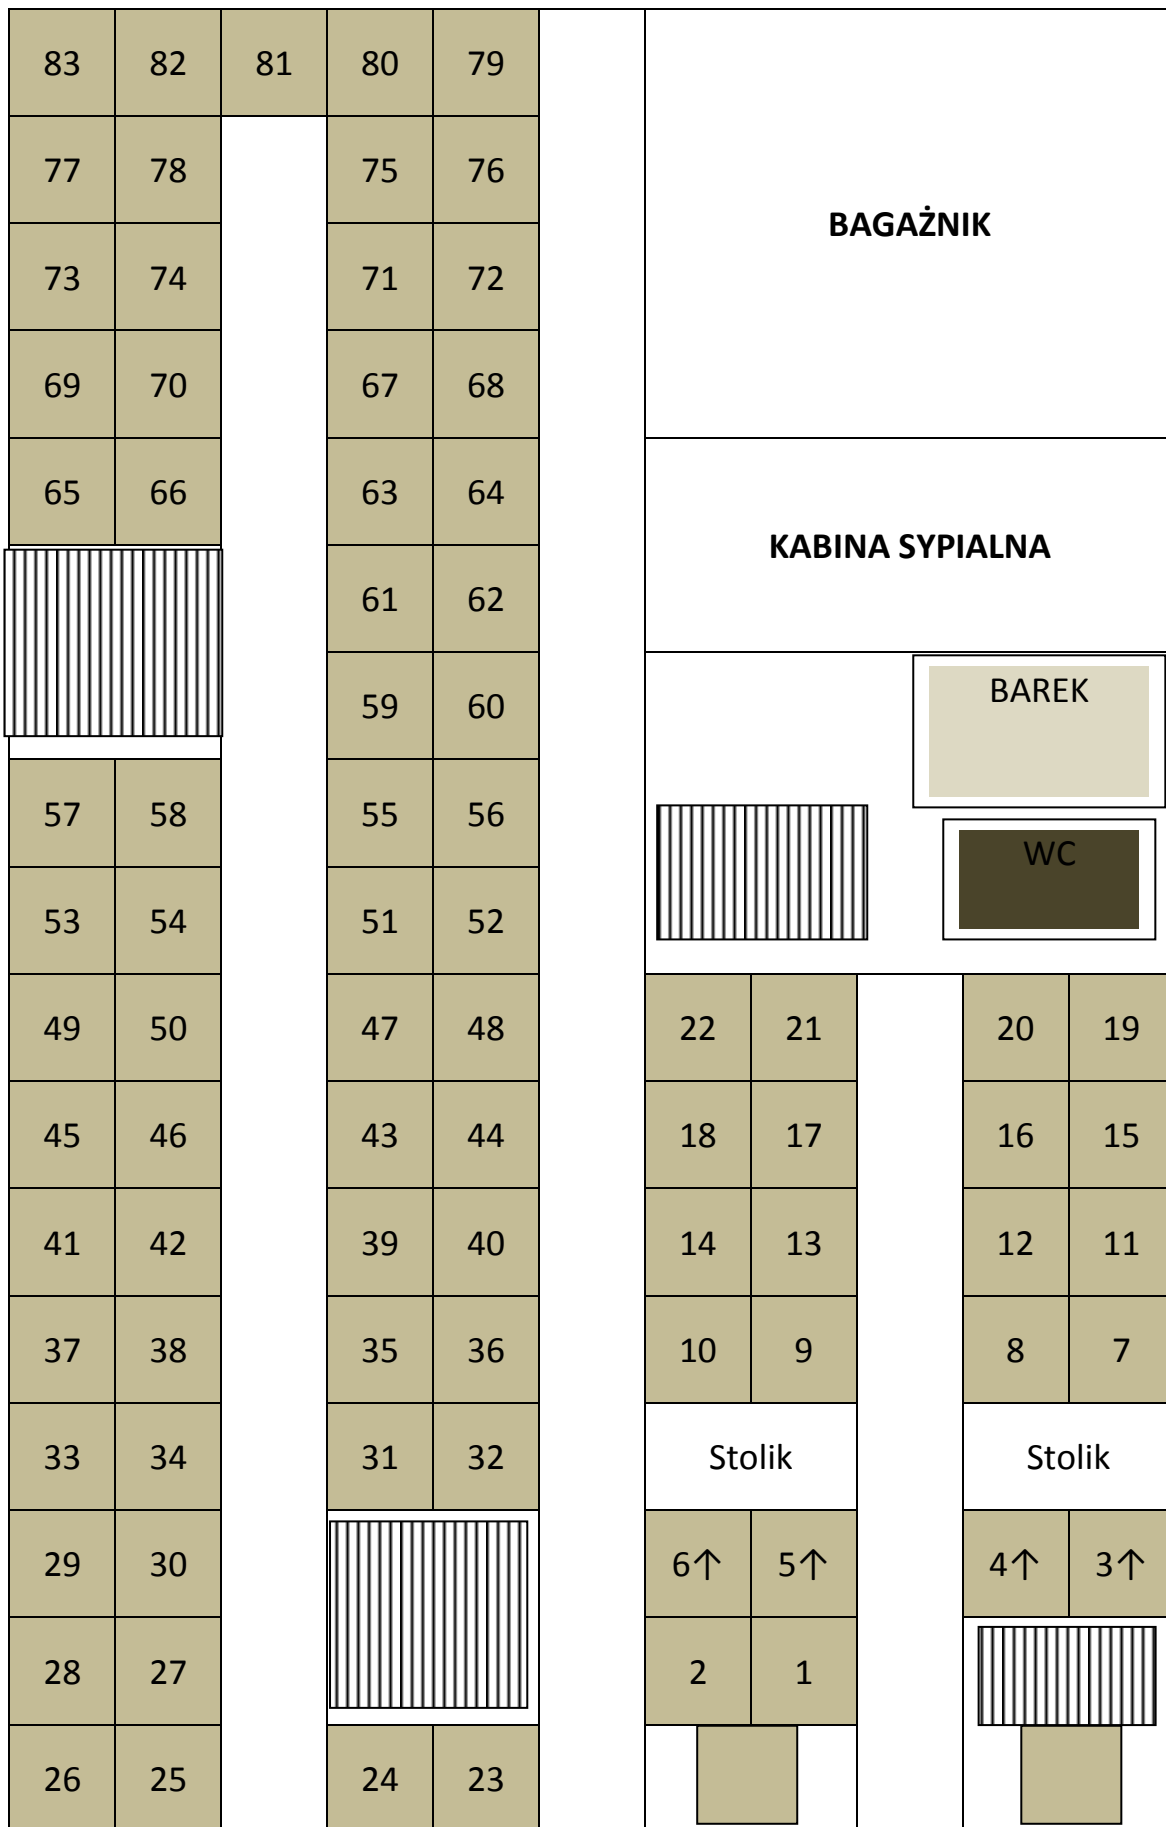 83 82 81 80 79
77 78 75 76
BAGAŻNIK
73 74 71 72
69 70 67 68
65 66 63 64
KABINA SYPIALNA
61 62
59 60 BAREK
57 58 55 56
WC
53 54 51 52
49 50 47 48 22 21 20 19
45 46 43 44 18 17 16 15
41 42 39 40 14 13 12 11
37 38 35 36 10 9 8 7
33 34 31 32 Stolik Stolik
29 30 6↑ 5↑ 4↑ 3↑
28 27 2 1
26 25 24 23